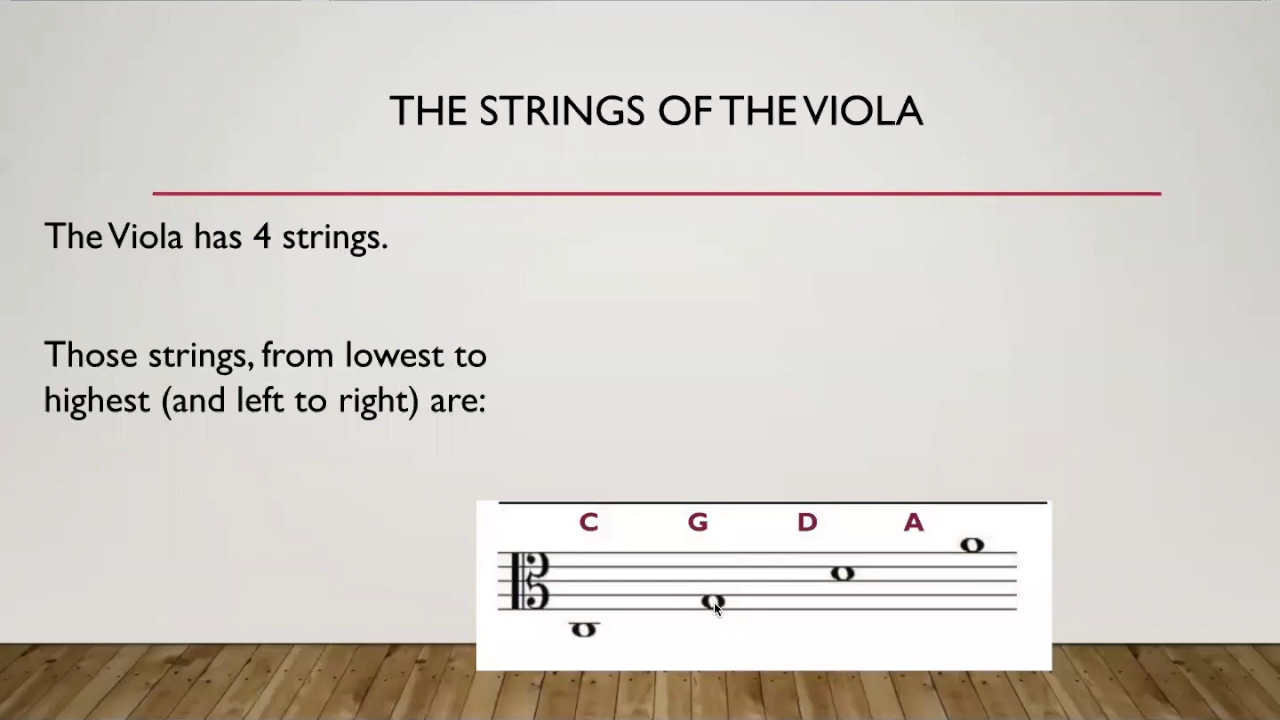 THE STRINGS OF THE VIOLA
The Viola has 4 strings.
Those strings, from lowest to
highest (and left to right) are:
C G D A